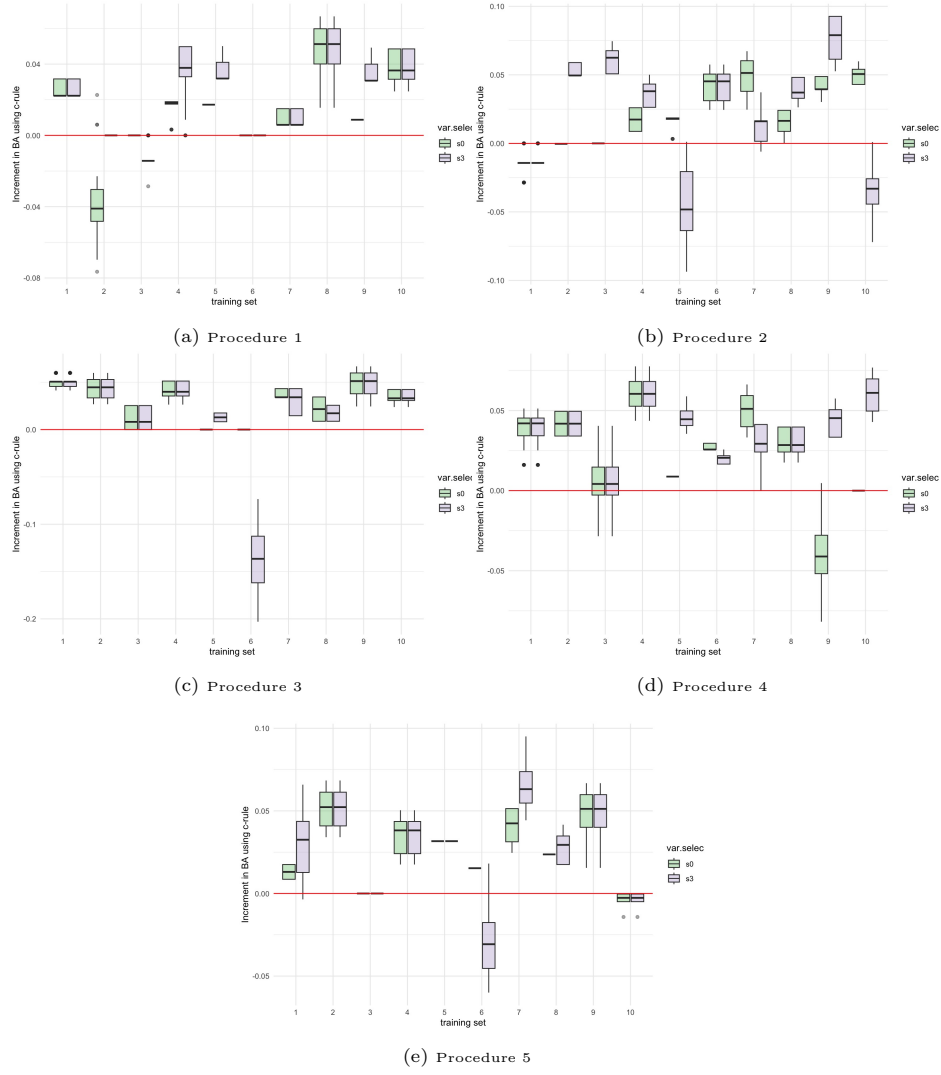 Increment in BA using c-rule
0.04
0.00
-0.04
-0.08
1 2 3 4 5 6 7 8 9 10
training set
var.selec
s0
s3
(a) Procedure 1
Increment in BA using c-rule
0.10
0.05
0.00
-0.05
-0.10
1 2 3 4 5 6 7 8 9 10
training set
var.selec
s0
s3
(b) Procedure 2
Increment in BA using c-rule
0.0
-0.1
-0.2
1 2 3 4 5 6 7 8 9 10
training set
var.selec
s0
s3
(c) Procedure 3
Increment in BA using c-rule
0.05
0.00
-0.05
1 2 3 4 5 6 7 8 9 10
training set
var.selec
s0
s3
(d) Procedure 4
Increment in BA using c-rule
0.10
0.05
0.00
-0.05
1 2 3 4 5 6 7 8 9 10
training set
var.selec
s0
s3
(e) Procedure 5